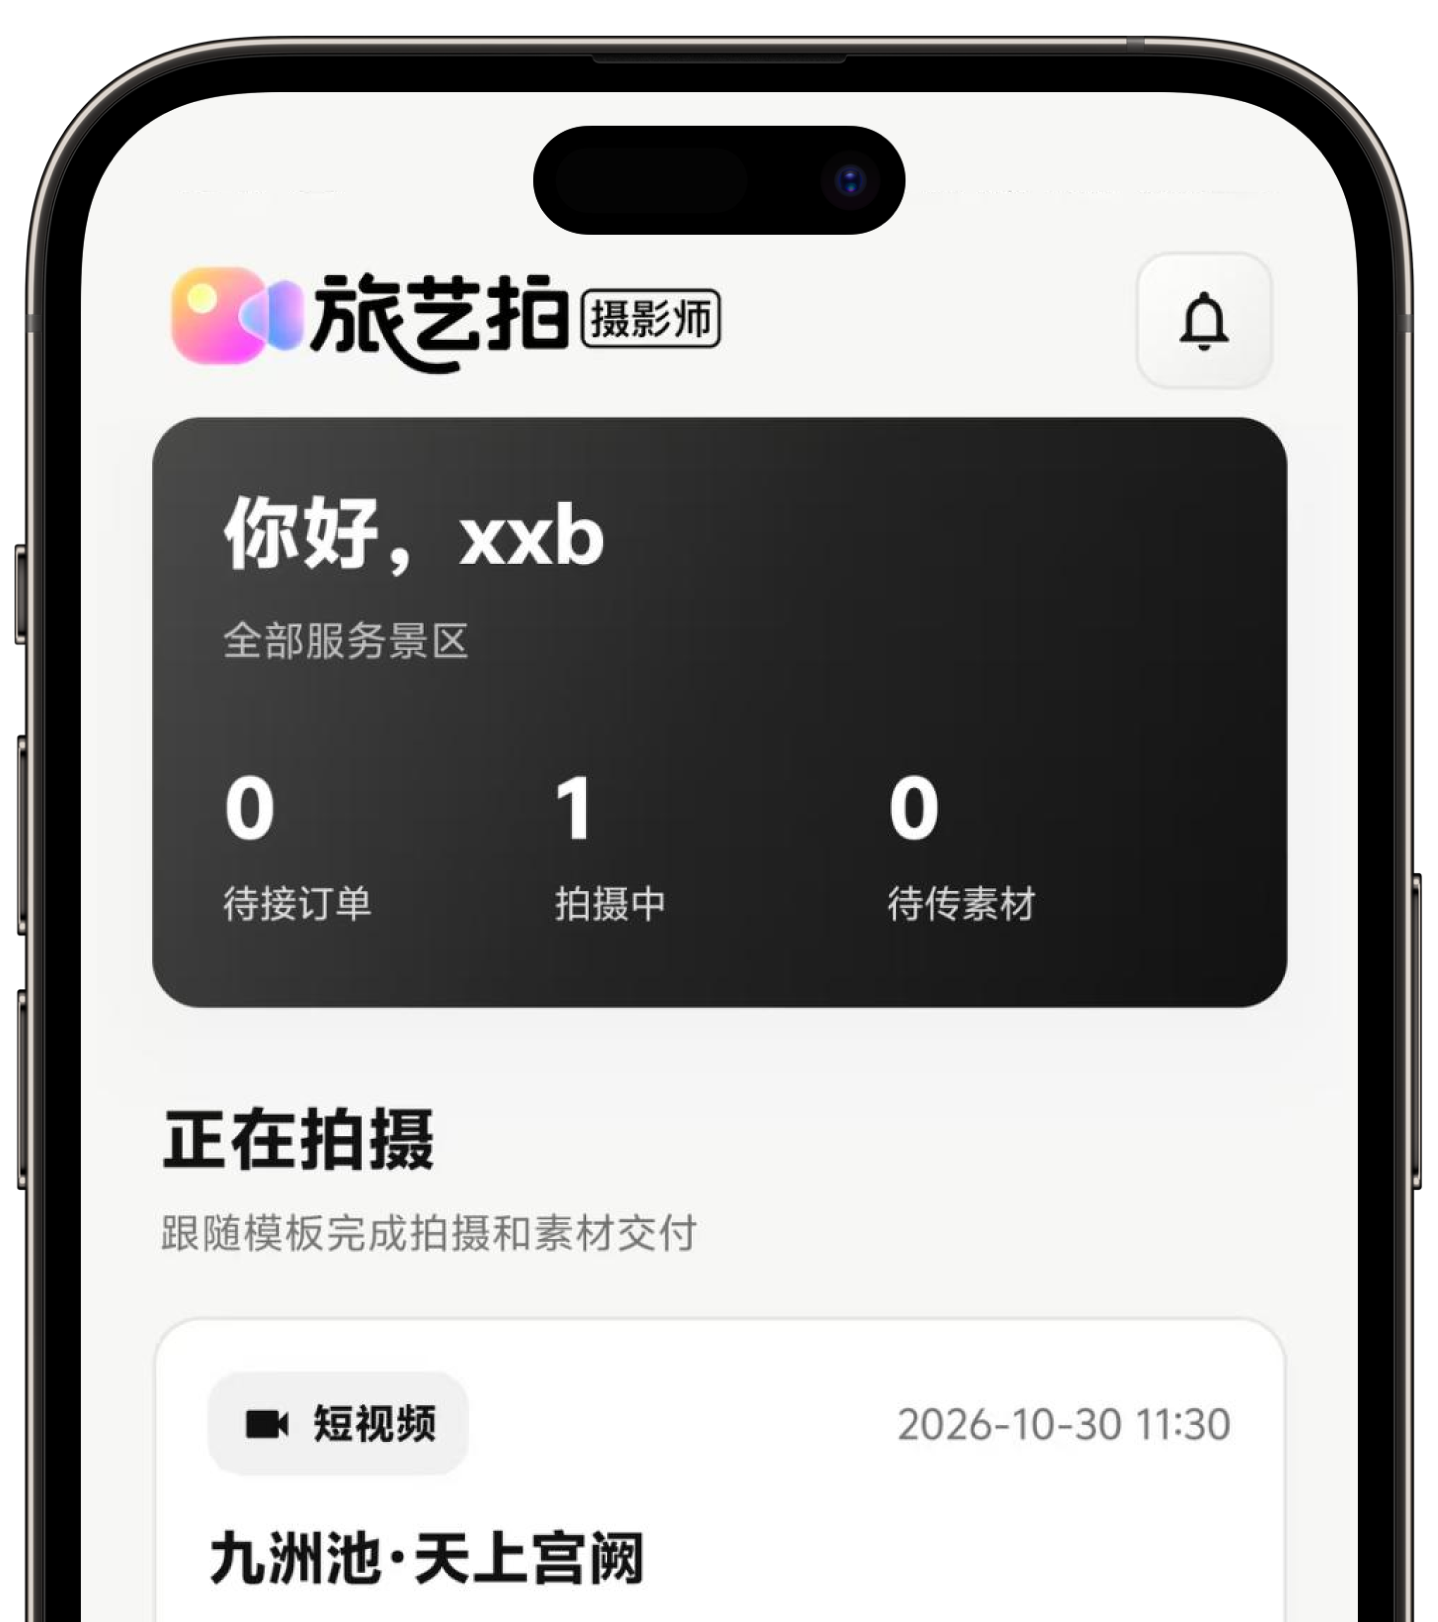 旅艺拍 摄影师
你好，xxb
全部服务景区
0 1 0
待接订单 拍摄中 待传素材
正在拍摄
跟随模板完成拍摄和素材交付
短视频 2026-10-30 11:30
九洲池·天上宫阙